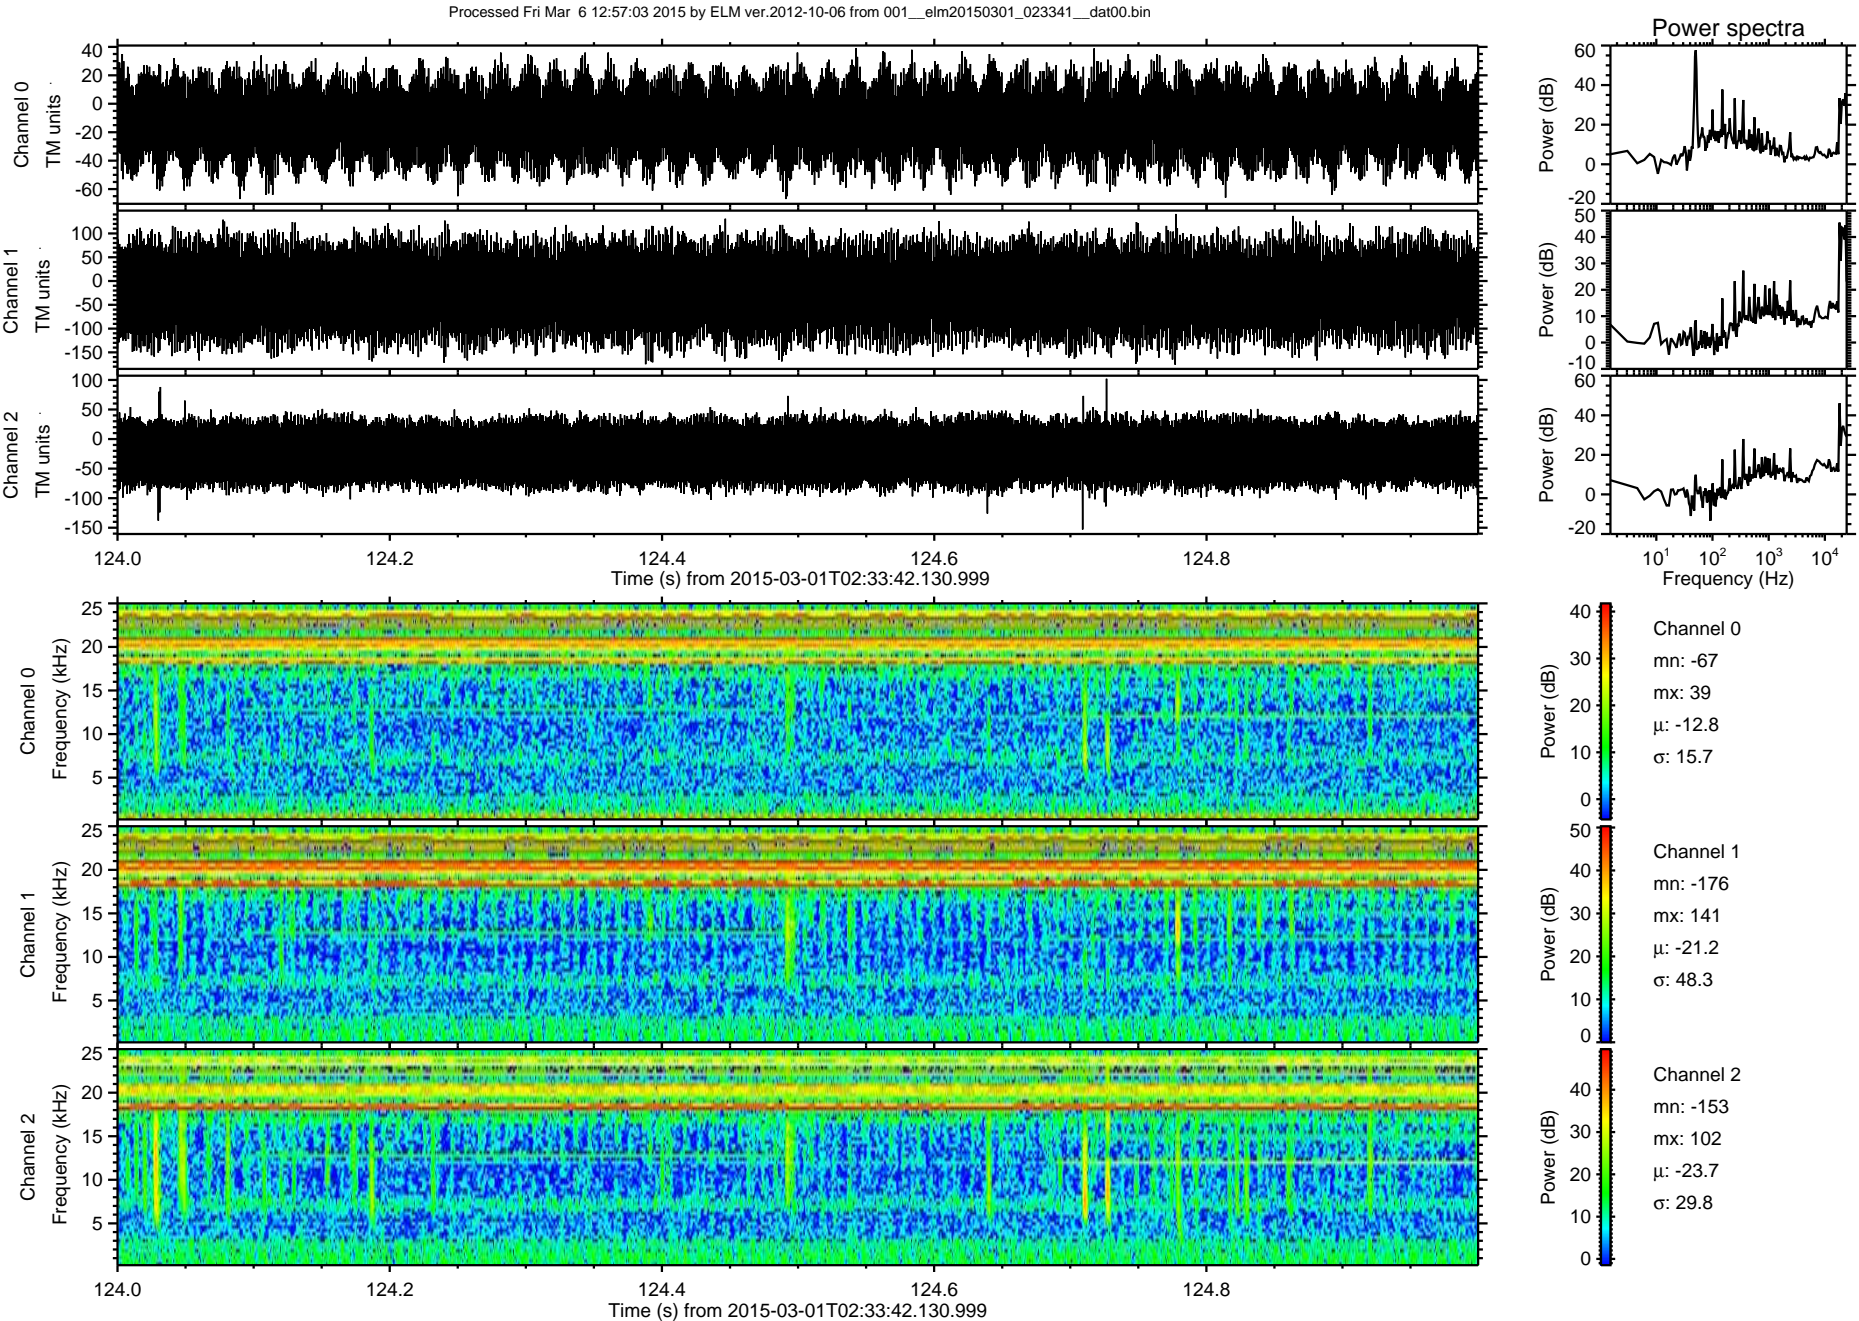 Processed Fri Mar  6 12:57:03 2015 by ELM ver.2012-10-06 from 001__elm20150301_023341__dat00.bin
Power spectra
Channel 0
TM units
40
20
0
-20
-40
-60
Power (dB)
60
40
20
0
-20
Channel 1
TM units
100
50
0
-50
-100
-150
Power (dB)
50
40
30
20
10
0
-10
Channel 2
TM units
100
50
0
-50
-100
-150
Power (dB)
60
40
20
0
-20
124.0 124.2 124.4 124.6 124.8
Time (s) from 2015-03-01T02:33:42.130.999
10^1 10^2 10^3 10^4
Frequency (Hz)
Channel 0
Frequency (kHz)
25
20
15
10
5
Power (dB)
40
30
20
10
0
Channel 0
mn: -67
mx: 39
μ: -12.8
σ: 15.7
Channel 1
Frequency (kHz)
25
20
15
10
5
Power (dB)
50
40
30
20
10
0
Channel 1
mn: -176
mx: 141
μ: -21.2
σ: 48.3
Channel 2
Frequency (kHz)
25
20
15
10
5
Power (dB)
40
30
20
10
0
Channel 2
mn: -153
mx: 102
μ: -23.7
σ: 29.8
124.0 124.2 124.4 124.6 124.8
Time (s) from 2015-03-01T02:33:42.130.999